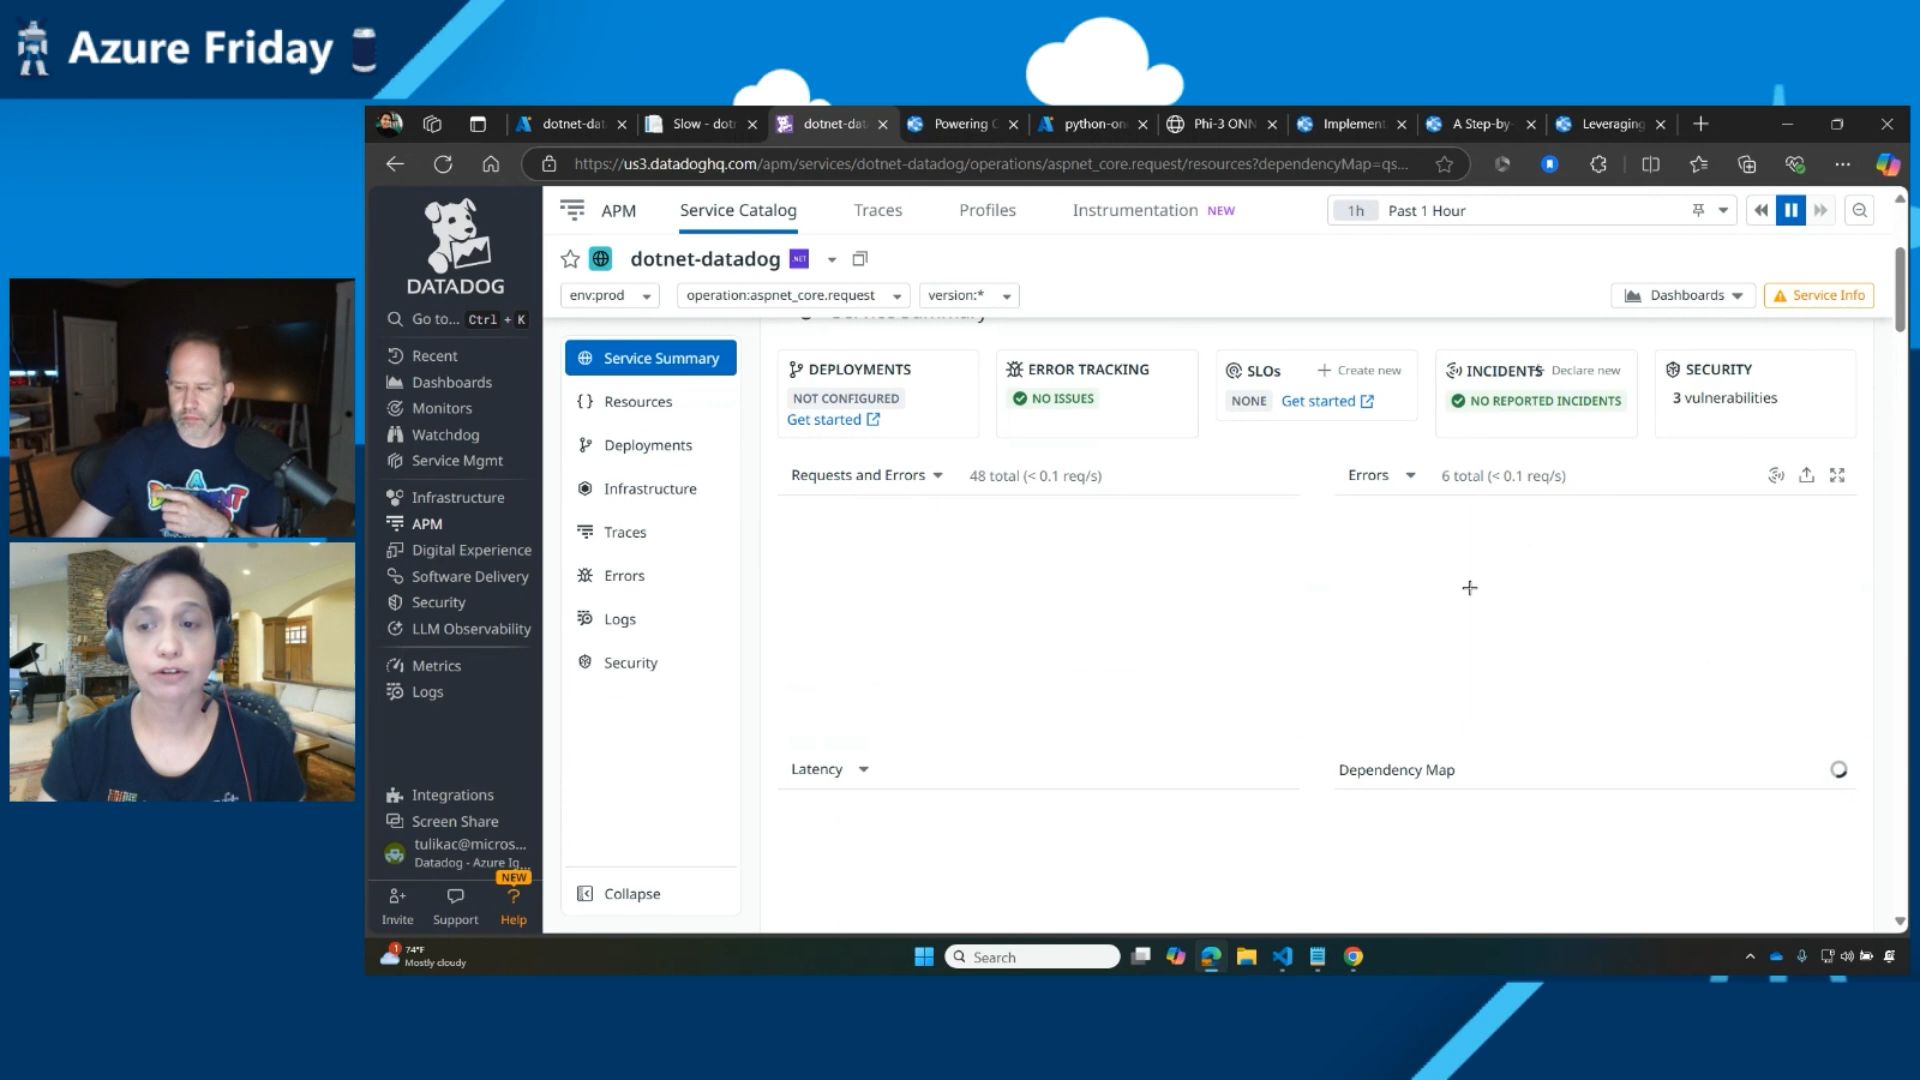 Azure Friday
dotnet-dat
Slow - dotn
dotnet-dat
Powering C
python-on
Phi-3 ONN
Implement
A Step-by-
Leveraging
https://us3.datadoghq.com/apm/services/dotnet-datadog/operations/aspnet_core.request/resources?dependencyMap=qs...
DATADOG
Go to... Ctrl + K
Recent
Dashboards
Monitors
Watchdog
Service Mgmt
Infrastructure
APM
Digital Experience
Software Delivery
Security
LLM Observability
Metrics
Logs
Integrations
Screen Share
tulikac@micros...
Datadog - Azure Ig...
NEW
Invite Support Help
APM Service Catalog Traces Profiles Instrumentation NEW
1h Past 1 Hour
dotnet-datadog .NET
env:prod operation:aspnet_core.request version:*
Dashboards Service Info
Service Summary
Resources
Deployments
Infrastructure
Traces
Errors
Logs
Security
Collapse
Service Summary
DEPLOYMENTS
NOT CONFIGURED
Get started
ERROR TRACKING
NO ISSUES
SLOs + Create new
NONE Get started
INCIDENTS Declare new
NO REPORTED INCIDENTS
SECURITY
3 vulnerabilities
Requests and Errors 48 total (< 0.1 req/s)
Errors 6 total (< 0.1 req/s)
Latency
Dependency Map
1
74°F
Mostly cloudy
Search